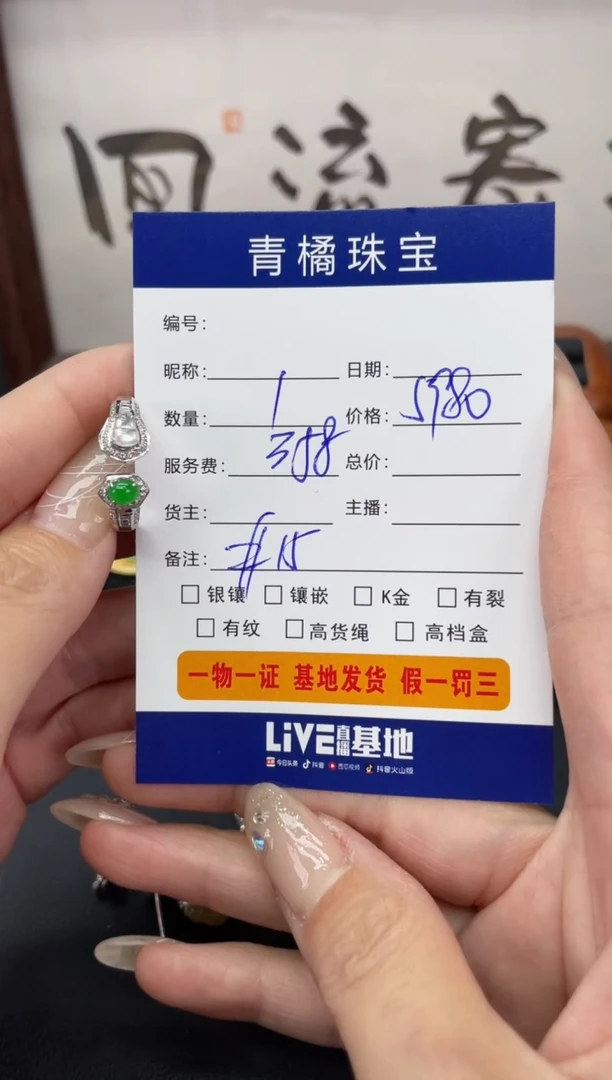 回流寨
青橘珠宝
编号：
昵称： 日期：
数量：1 价格：5980
服务费：358 总价：
货主： 主播：
备注：#15
□银镶 □镶嵌 □K金 □有裂
□有纹 □高货绳 □高档盒
一物一证 基地发货 假一罚三
LiVE直播基地
今日头条 抖音 西瓜视频 抖音火山版